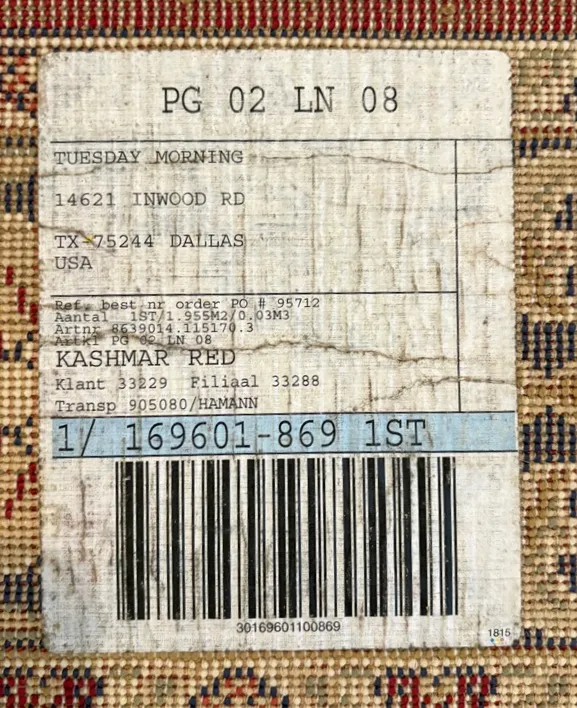 PG 02 LN 08
TUESDAY MORNING
14621 INWOOD RD
TX-75244 DALLAS
USA
Ref. best nr order PO # 95712
Aantal 1ST/1.955M2/0.03M3
Artnr 8639014.115170.3
Artkl PG 02 LN 08
KASHMAR RED
Klant 33229 Filiaal 33288
Transp 905080/HAMANN
1/ 169601-869 1ST
30169601100869
1815